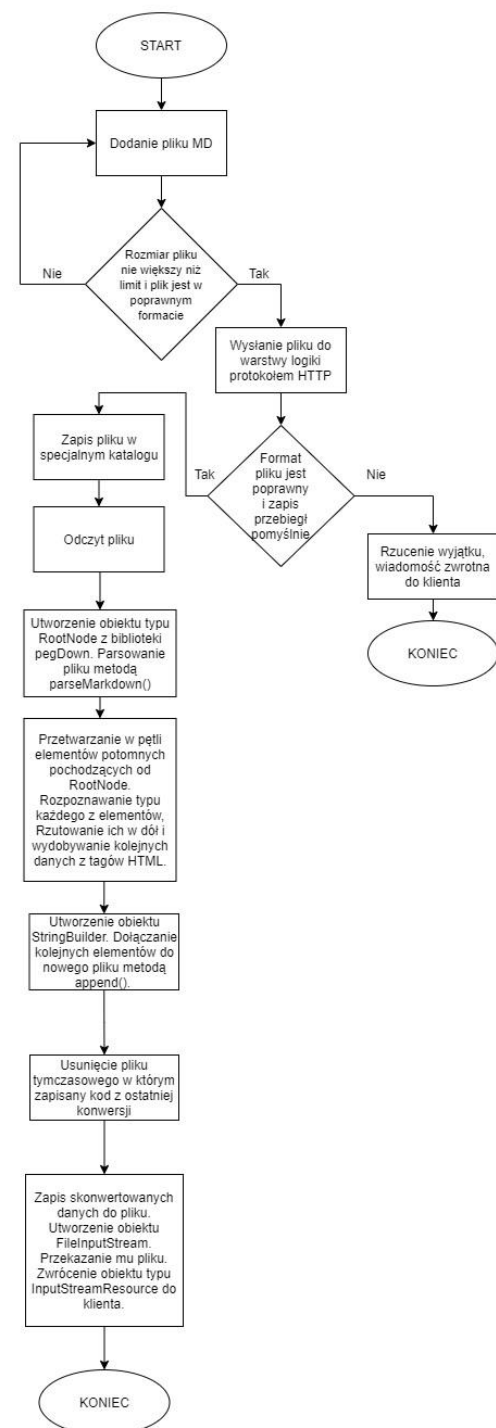 START
Dodanie pliku MD
Rozmiar pliku
nie większy niż
limit i plik jest w
poprawnym
formacie
Nie
Tak
Wysłanie pliku do
warstwy logiki
protokołem HTTP
Format
pliku jest
poprawny
i zapis
przebiegł
pomyślnie
Tak
Nie
Zapis pliku w
specjalnym katalogu
Odczyt pliku
Rzucenie wyjątku,
wiadomość zwrotna
do klienta
KONIEC
Utworzenie obiektu typu
RootNode z biblioteki
pegDown. Parsowanie
pliku metodą
parseMarkdown()
Przetwarzanie w pętli
elementów potomnych
pochodzących od
RootNode.
Rozpoznawanie typu
każdego z elementów,
Rzutowanie ich w dół i
wydobywanie kolejnych
danych z tagów HTML.
Utworzenie obiektu
StringBuilder. Dołączanie
kolejnych elementów do
nowego pliku metodą
append().
Usunięcie pliku
tymczasowego w którym
zapisany kod z ostatniej
konwersji
Zapis skonwertowanych
danych do pliku.
Utworzenie obiektu
FileInputStream.
Przekazanie mu pliku.
Zwrócenie obiektu typu
InputStreamResource do
klienta.
KONIEC